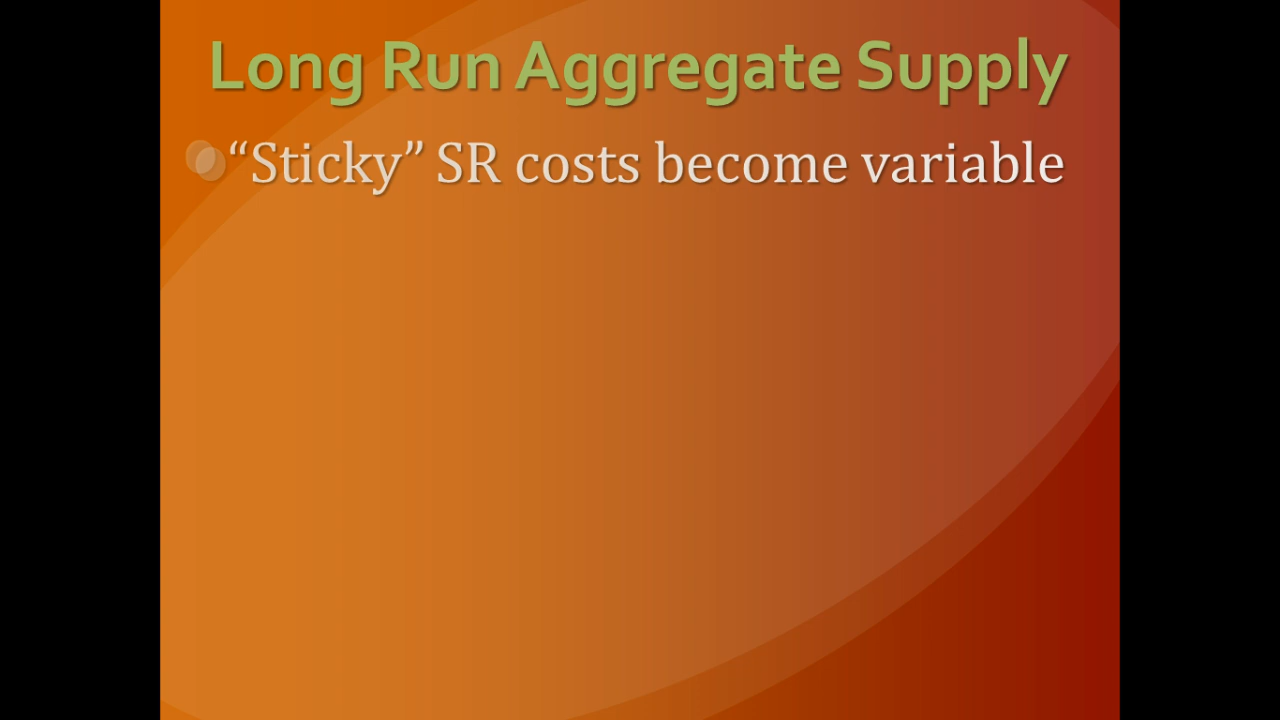 Long Run Aggregate Supply
“Sticky” SR costs become variable